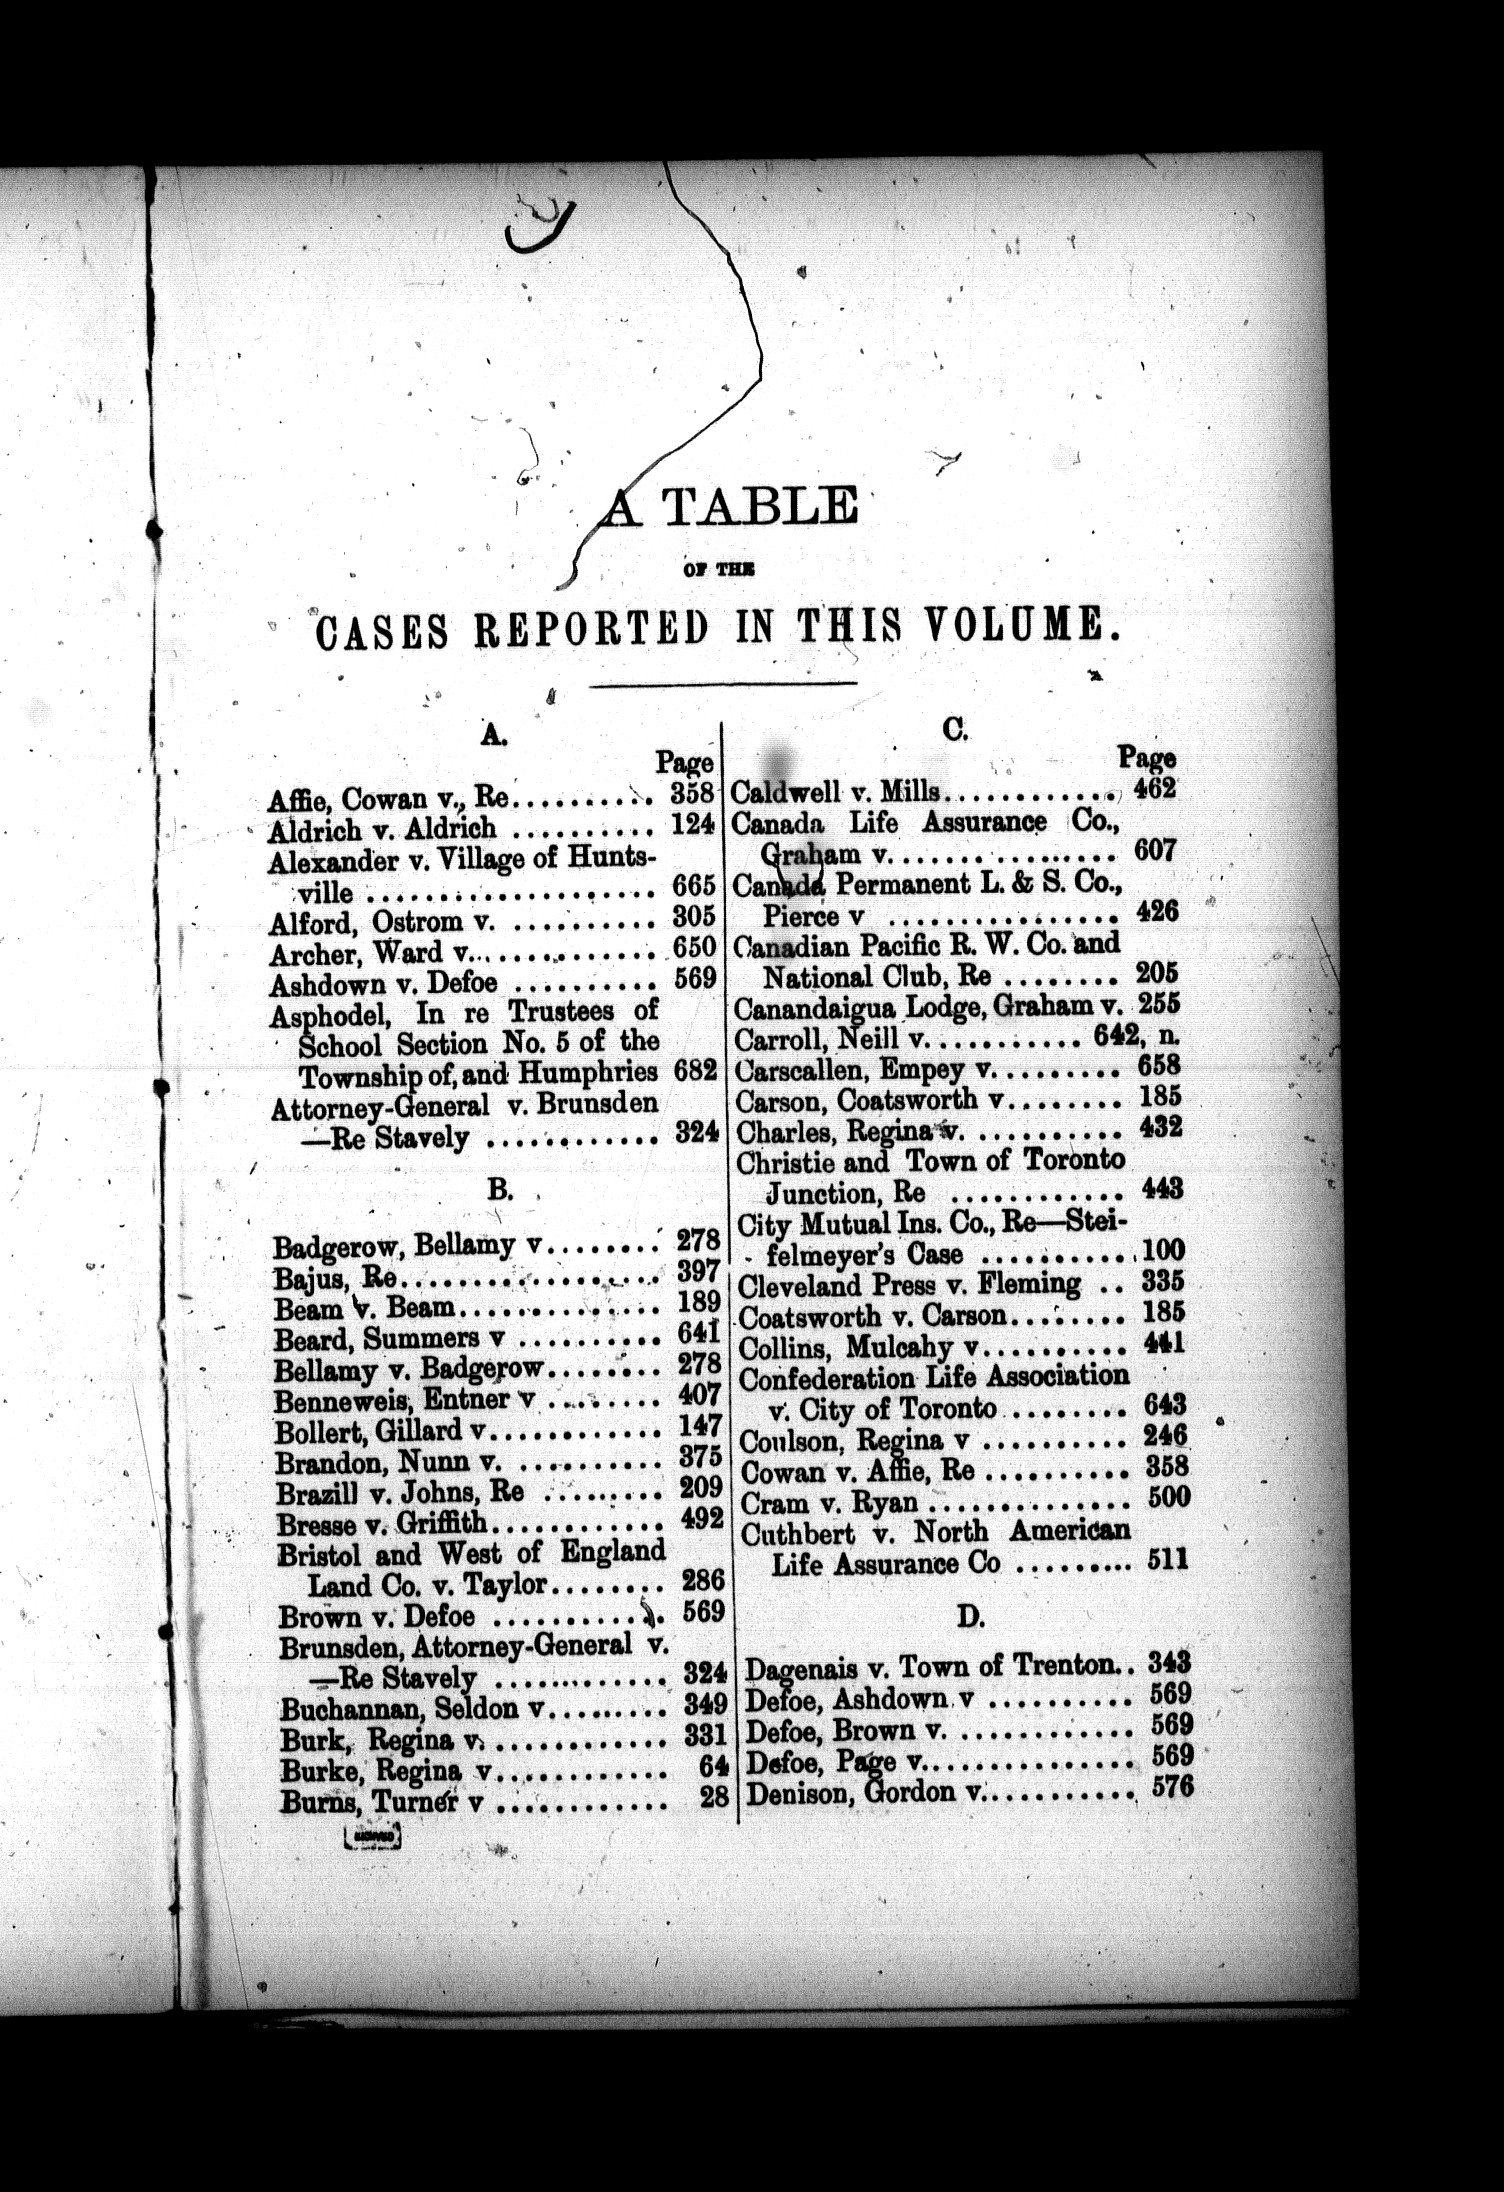 A TABLE
OF THE
CASES REPORTED IN THIS VOLUME.
A.
Page
Affie, Cowan v., Re.......... 358
Aldrich v. Aldrich .......... 124
Alexander v. Village of Hunts-
ville .................... 665
Alford, Ostrom v. .......... 305
Archer, Ward v............. 650
Ashdown v. Defoe .......... 569
Asphodel, In re Trustees of
School Section No. 5 of the
Township of, and Humphries 682
Attorney-General v. Brunsden
—Re Stavely ............ 324
B.
Badgerow, Bellamy v........ 278
Bajus, Re.................. 397
Beam v. Beam.............. 189
Beard, Summers v .......... 641
Bellamy v. Badgerow........ 278
Benneweis, Entner v ........ 407
Bollert, Gillard v............ 147
Brandon, Nunn v. .......... 375
Brazill v. Johns, Re ......... 209
Bresse v. Griffith............ 492
Bristol and West of England
Land Co. v. Taylor........ 286
Brown v. Defoe ............ 569
Brunsden, Attorney-General v.
—Re Stavely ............ 324
Buchannan, Seldon v......... 349
Burk, Regina v. ............ 331
Burke, Regina v............ 64
Burns, Turner v ............ 28
C.
Page
Caldwell v. Mills............ 462
Canada Life Assurance Co.,
Graham v................ 607
Canada Permanent L. & S. Co.,
Pierce v ................ 426
Canadian Pacific R. W. Co. and
National Club, Re ........ 205
Canandaigua Lodge, Graham v. 255
Carroll, Neill v........... 642, n.
Carscallen, Empey v......... 658
Carson, Coatsworth v........ 185
Charles, Regina v. .......... 432
Christie and Town of Toronto
Junction, Re ............ 443
City Mutual Ins. Co., Re—Stei-
felmeyer's Case .......... 100
Cleveland Press v. Fleming .. 335
Coatsworth v. Carson........ 185
Collins, Mulcahy v.......... 441
Confederation Life Association
v. City of Toronto ......... 643
Coulson, Regina v .......... 246
Cowan v. Affie, Re .......... 358
Cram v. Ryan .............. 500
Cuthbert v. North American
Life Assurance Co ......... 511
D.
Dagenais v. Town of Trenton.. 343
Defoe, Ashdown v .......... 569
Defoe, Brown v. ............ 569
Defoe, Page v............... 569
Denison, Gordon v........... 576